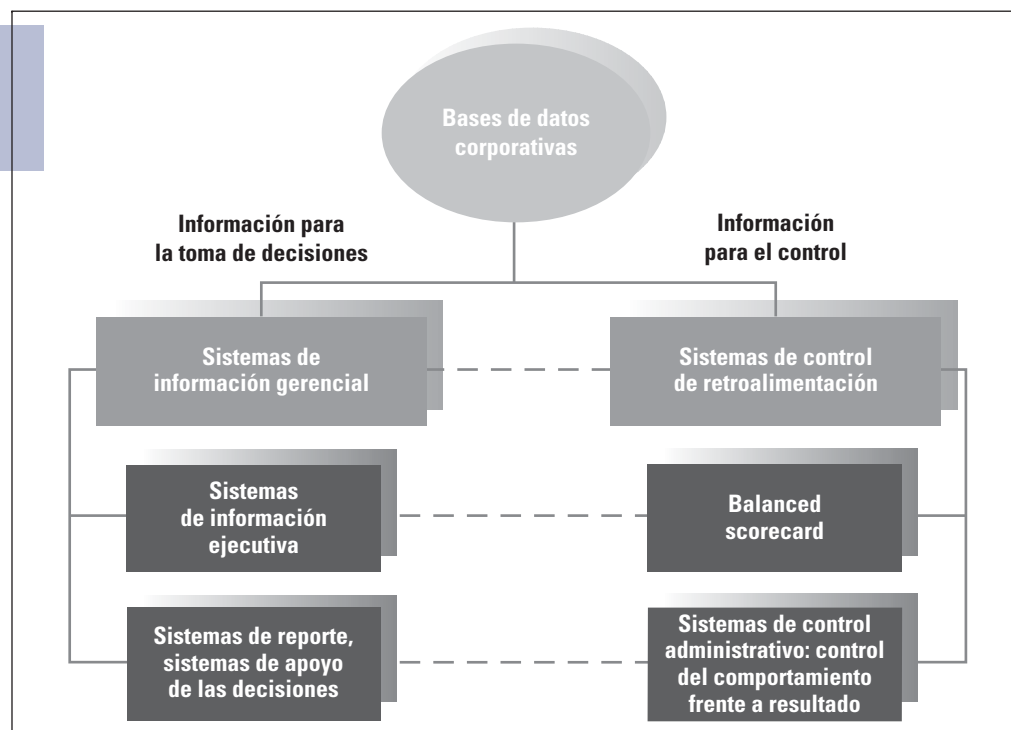 Bases de datos
corporativas
Información para
la toma de decisiones
Información
para el control
Sistemas de
información gerencial
Sistemas de control
de retroalimentación
Sistemas
de información
ejecutiva
Balanced
scorecard
Sistemas de reporte,
sistemas de apoyo
de las decisiones
Sistemas de control
administrativo: control
del comportamiento
frente a resultado